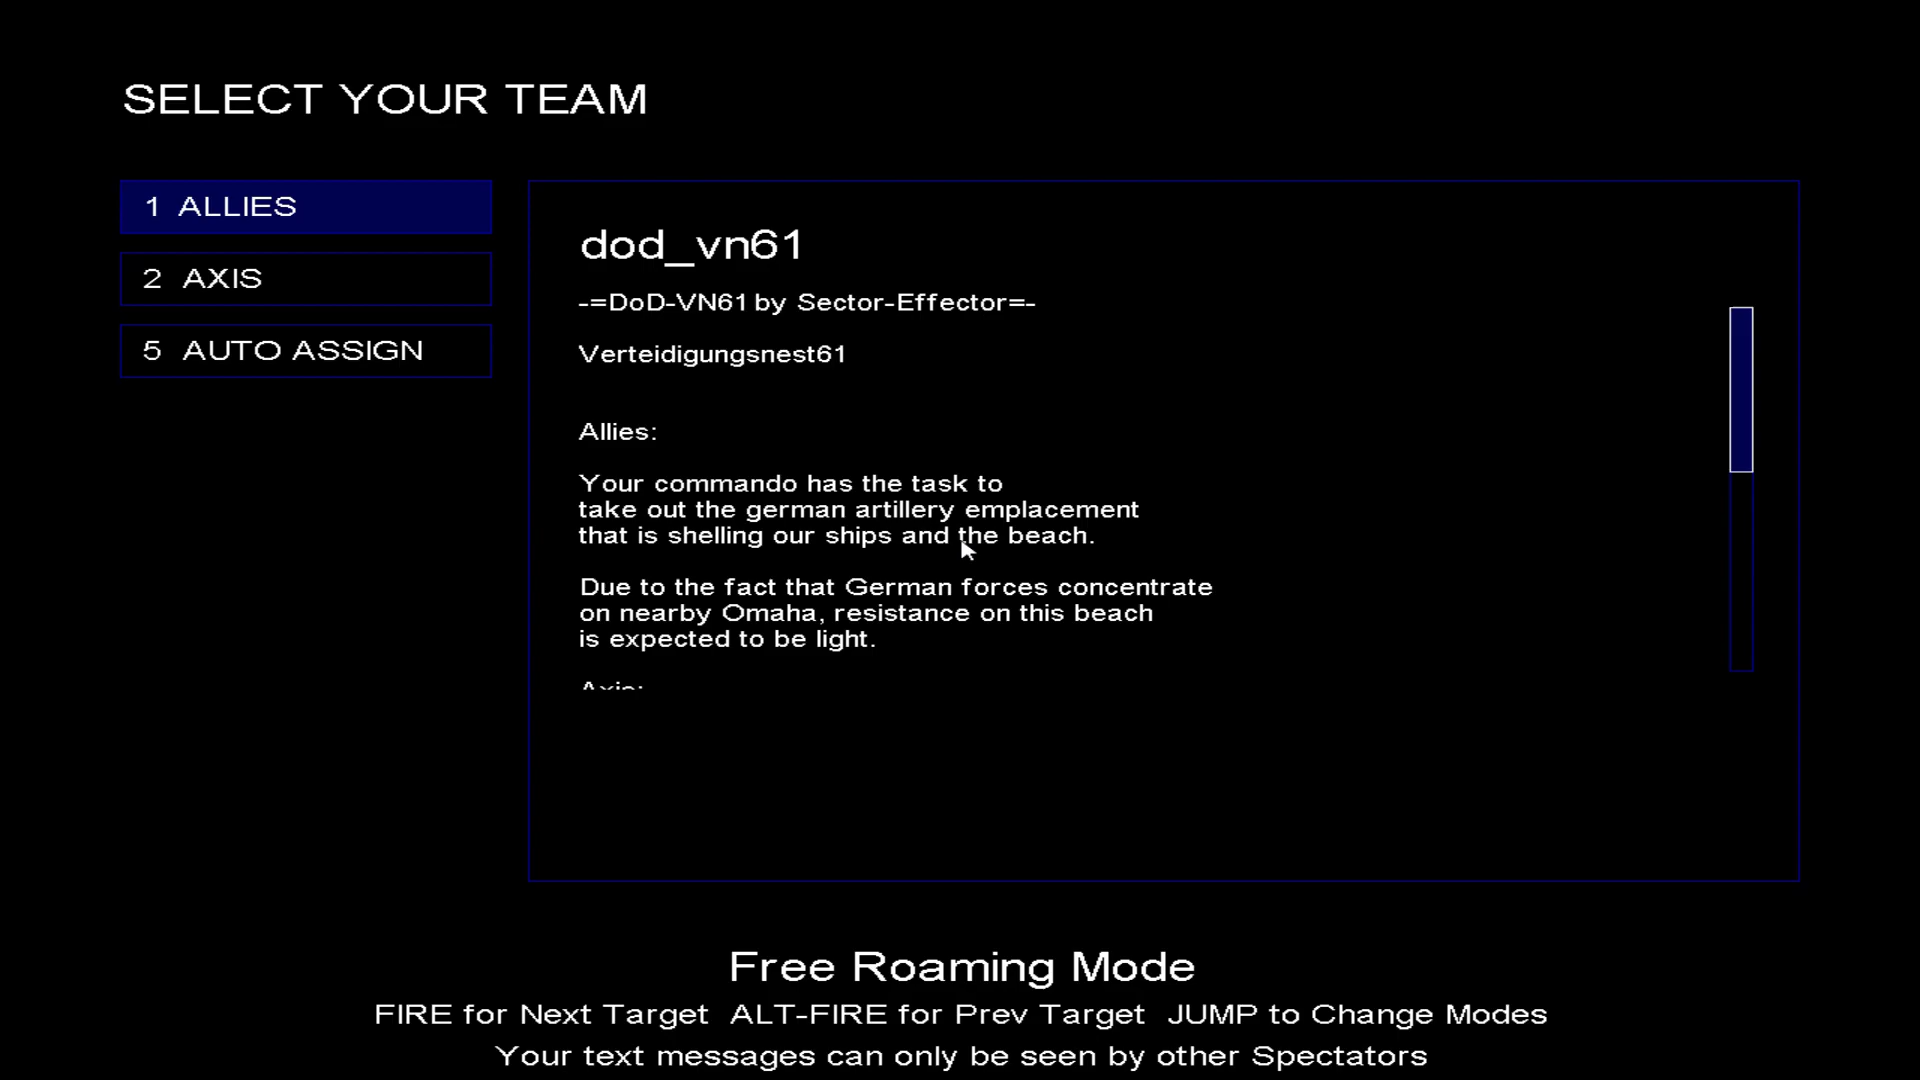 SELECT YOUR TEAM
1 ALLIES
2 AXIS
5 AUTO ASSIGN
dod_vn61
-=DoD-VN61 by Sector-Effector=-
Verteidigungsnest61
Allies:
Your commando has the task to
take out the german artillery emplacement
that is shelling our ships and the beach.
Due to the fact that German forces concentrate
on nearby Omaha, resistance on this beach
is expected to be light.
Axis:
Free Roaming Mode
FIRE for Next Target ALT-FIRE for Prev Target JUMP to Change Modes
Your text messages can only be seen by other Spectators